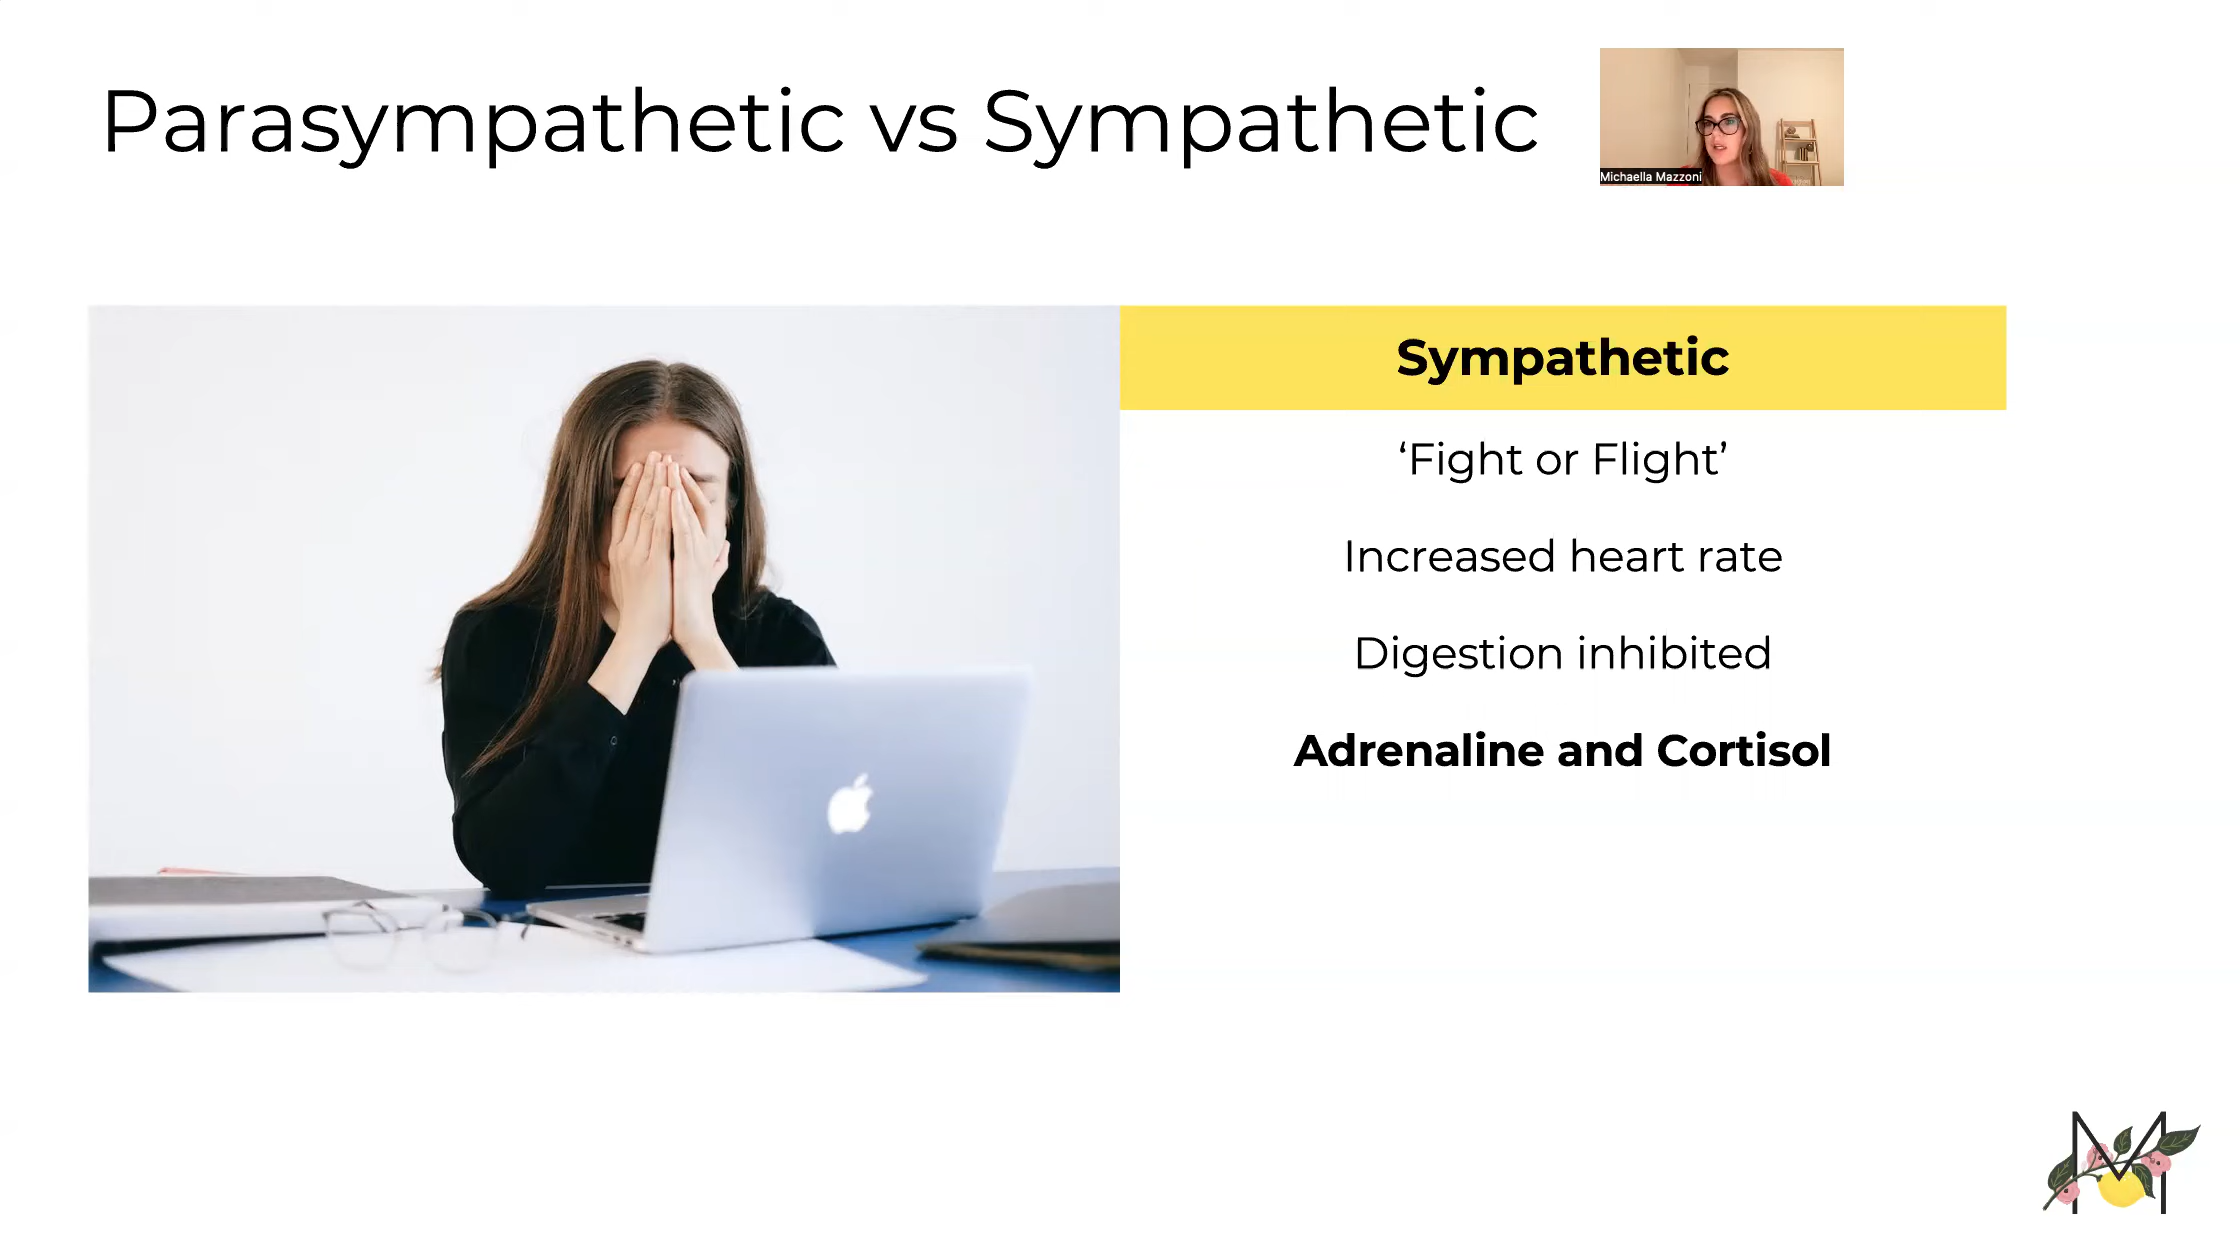 Parasympathetic vs Sympathetic
Michaella Mazzoni
Sympathetic
‘Fight or Flight’
Increased heart rate
Digestion inhibited
Adrenaline and Cortisol
M